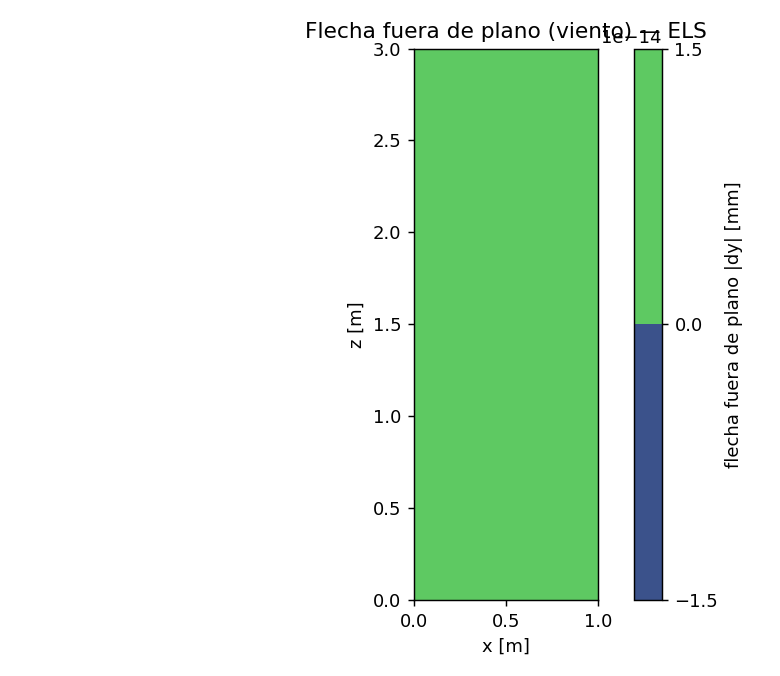 Flecha fuera de plano (viento) — ELS
1e−14
3.0
2.5
2.0
1.5
1.0
0.5
0.0
z [m]
0.0 0.5 1.0
x [m]
1.5
0.0
−1.5
flecha fuera de plano |dy| [mm]